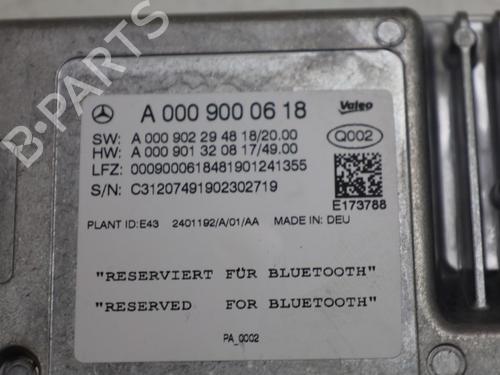 A 000 900 06 18
Valeo
SW: A 000 902 29 48 18/20.00
Q002
HW: A 000 901 32 08 17/49.00
LFZ: 00090006184819012413​55
S/N: C31207491902302719
E173788
PLANT ID:E43 2401192/A/01/AA MADE IN: DEU
"RESERVIERT FÜR BLUETOOTH"
"RESERVED FOR BLUETOOTH"
PA_0002